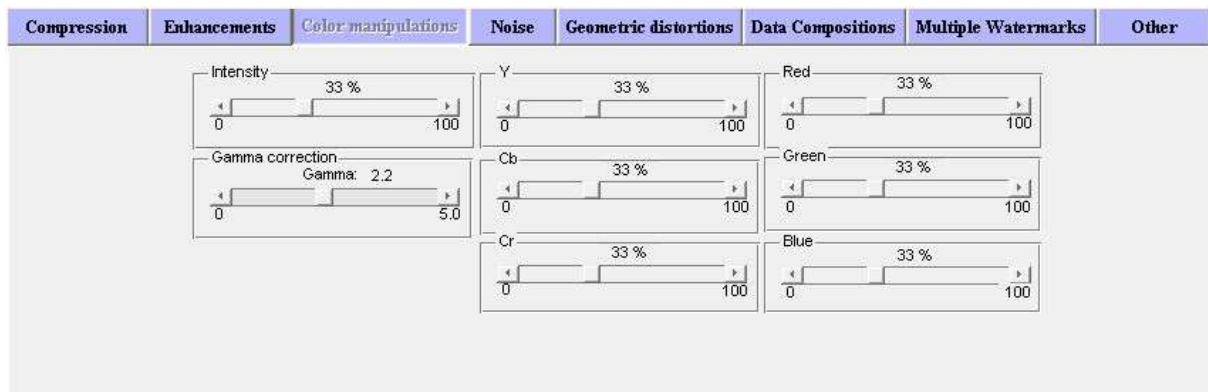 Compression Enhancements Color manipulations Noise Geometric distortions Data Compositions Multiple Watermarks Other
Intensity
33 %
0 100
Gamma correction
Gamma: 2.2
0 5.0
Y
33 %
0 100
Cb
33 %
0 100
Cr
33 %
0 100
Red
33 %
0 100
Green
33 %
0 100
Blue
33 %
0 100